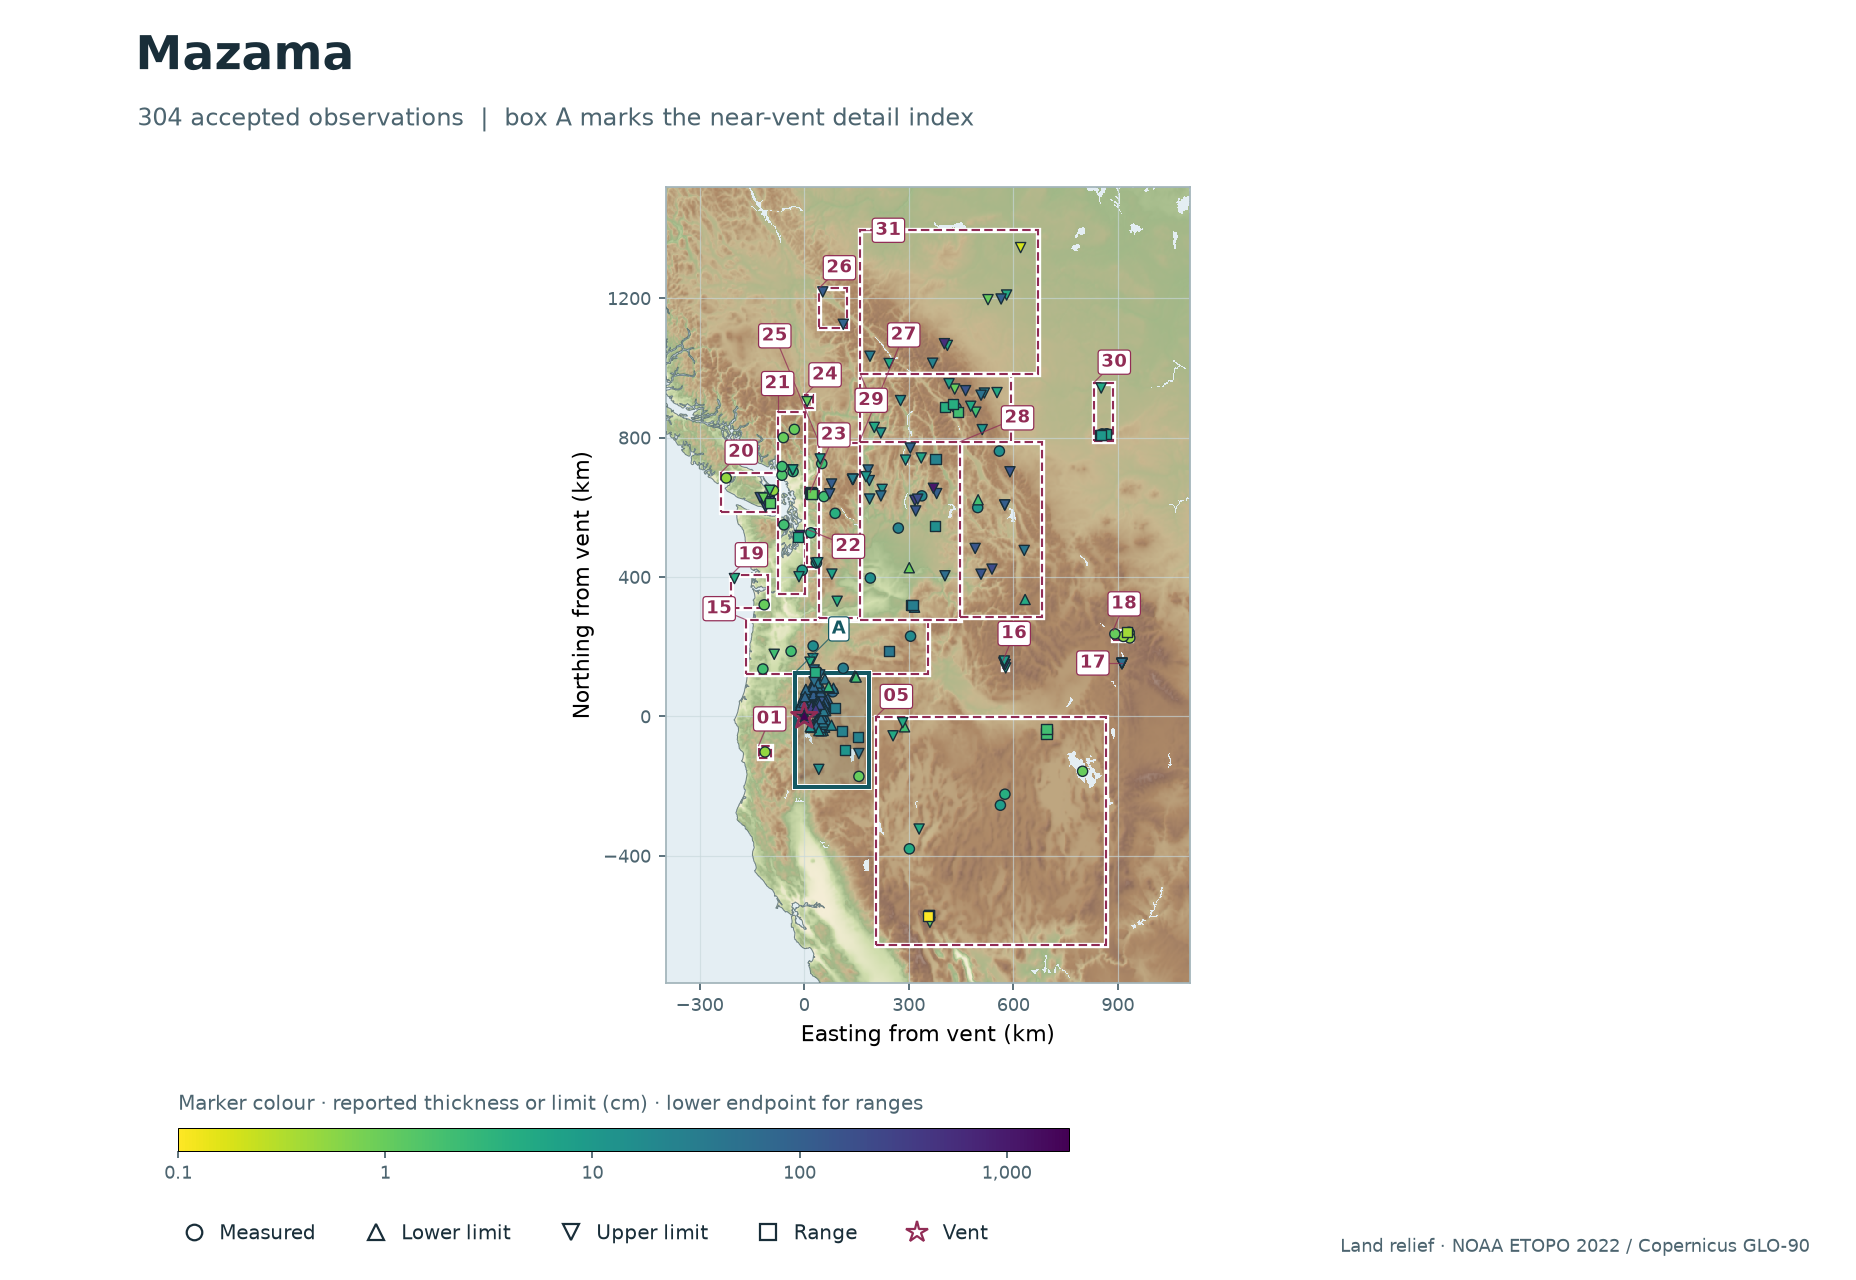 Mazama
304 accepted observations | box A marks the near-vent detail index
31
26
25
27
30
24
21
29
28
23
20
22
19
18
15
A
16
17
05
01
1200
800
400
0
−400
Northing from vent (km)
−300
0
300
600
900
Easting from vent (km)
Marker colour · reported thickness or limit (cm) · lower endpoint for ranges
0.1
1
10
100
1,000
Measured
Lower limit
Upper limit
Range
Vent
Land relief · NOAA ETOPO 2022 / Copernicus GLO-90